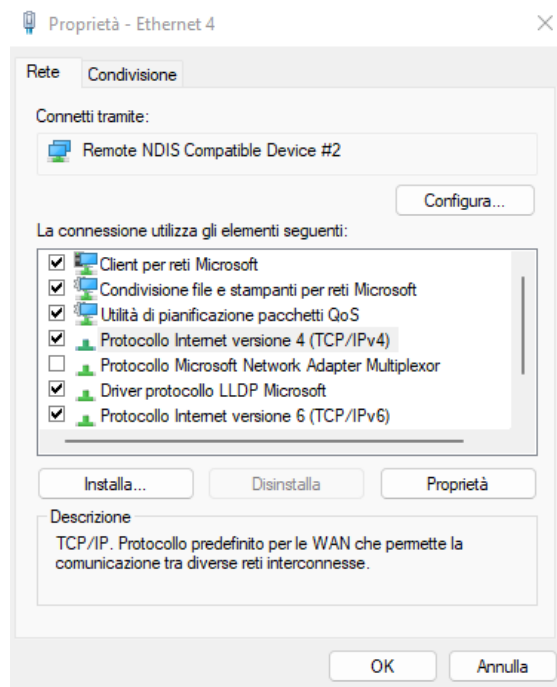 Proprietà - Ethernet 4
Rete
Condivisione
Connetti tramite:
Remote NDIS Compatible Device #2
Configura...
La connessione utilizza gli elementi seguenti:
Client per reti Microsoft
Condivisione file e stampanti per reti Microsoft
Utilità di pianificazione pacchetti QoS
Protocollo Internet versione 4 (TCP/IPv4)
Protocollo Microsoft Network Adapter Multiplexor
Driver protocollo LLDP Microsoft
Protocollo Internet versione 6 (TCP/IPv6)
Installa...
Disinstalla
Proprietà
Descrizione
TCP/IP. Protocollo predefinito per le WAN che permette la
comunicazione tra diverse reti interconnesse.
OK
Annulla